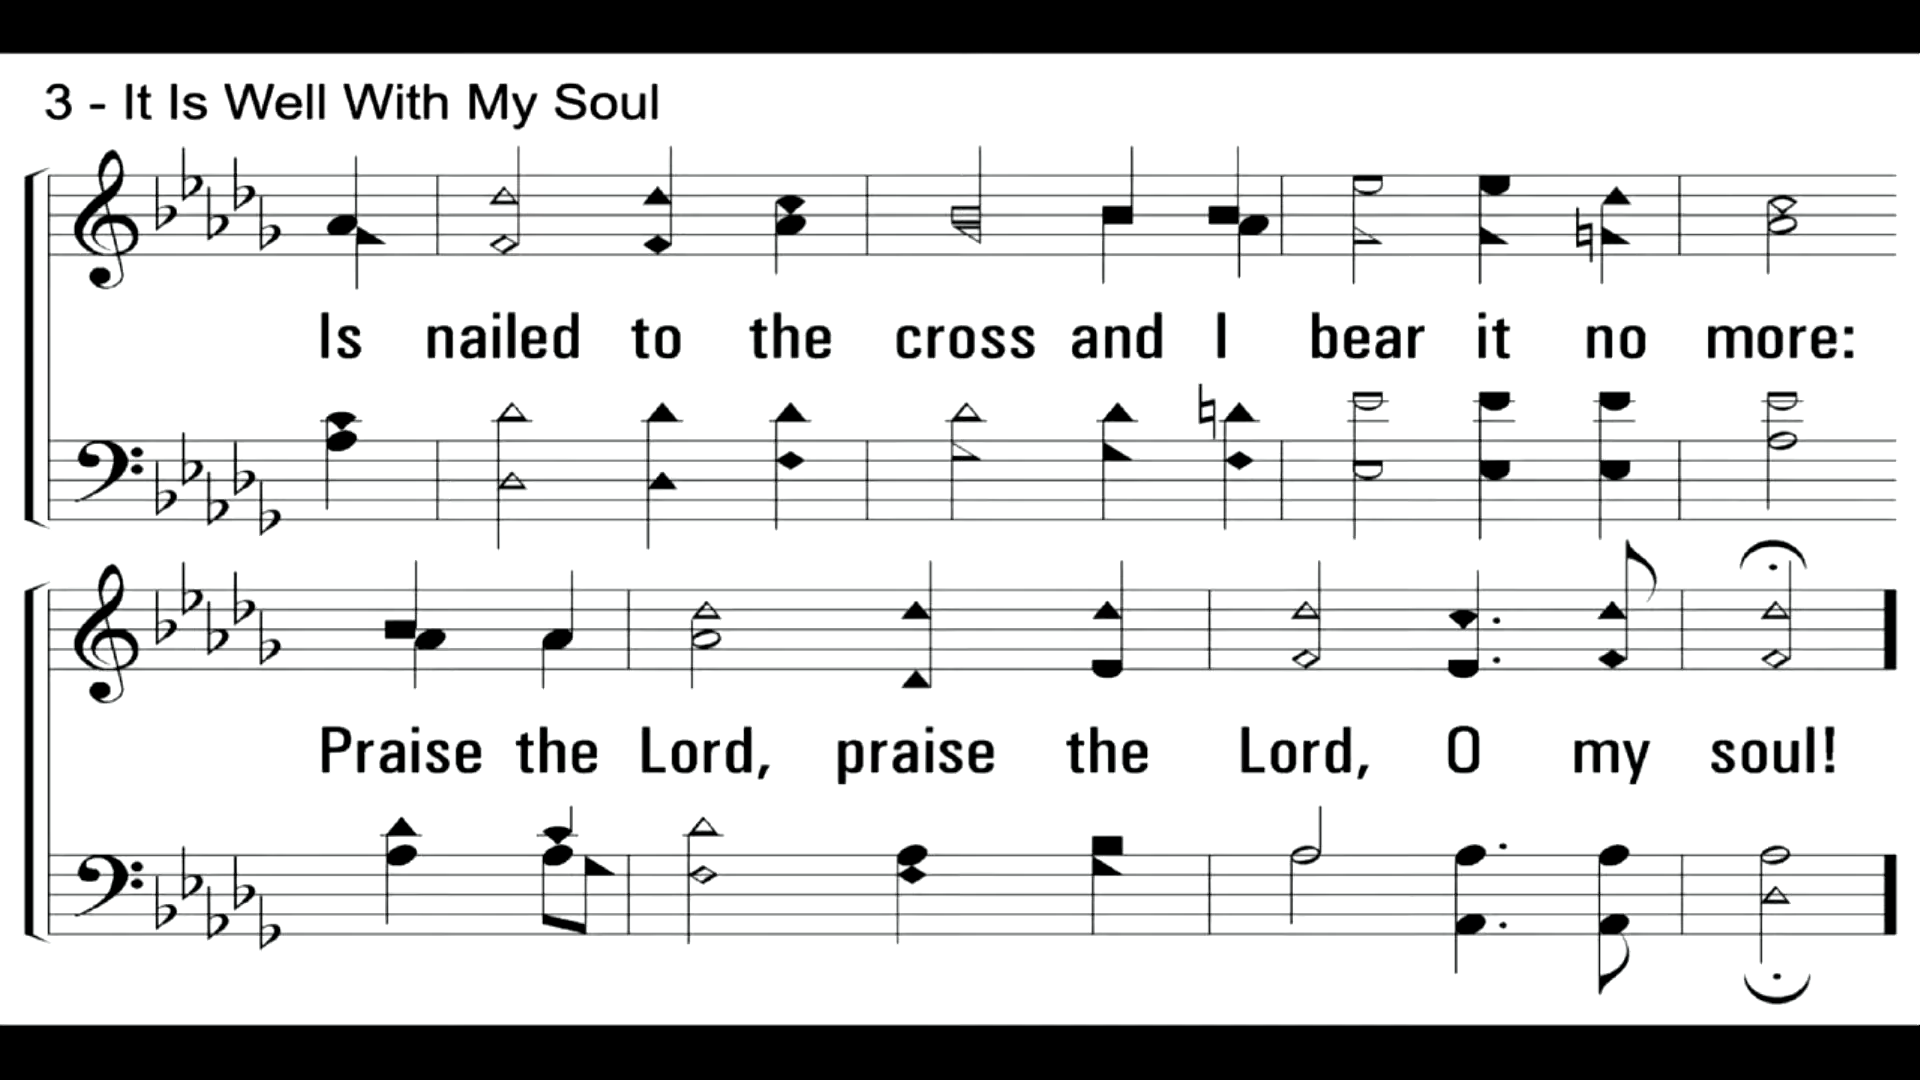 3 - It Is Well With My Soul
Is nailed to the cross and I bear it no more:
Praise the Lord, praise the Lord, O my soul!